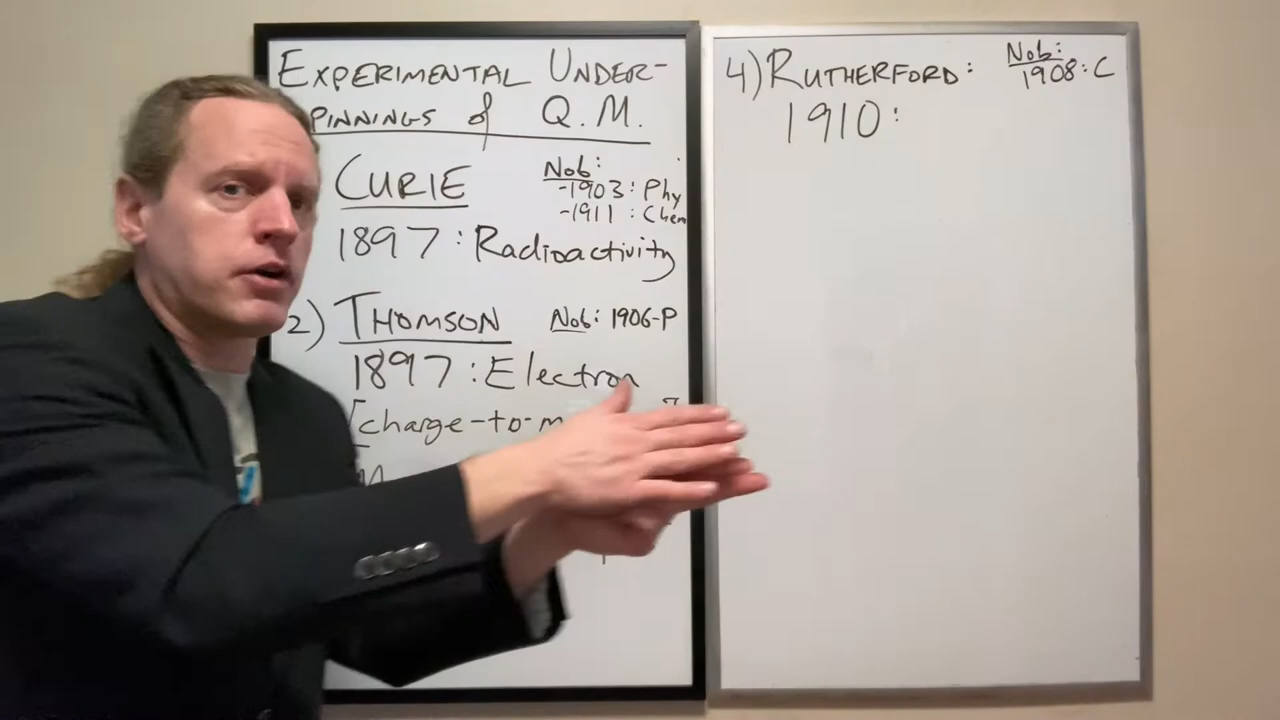 EXPERIMENTAL UNDER-
PINNINGS of Q.M.
CURIE
Nob:
-1903: Phy
-1911: Chem
1897: Radioactivity
2) THOMSON
Nob: 1906-P
1897: Electron
[charge-to-m
4) RUTHERFORD:
Nob:
1908: C
1910: